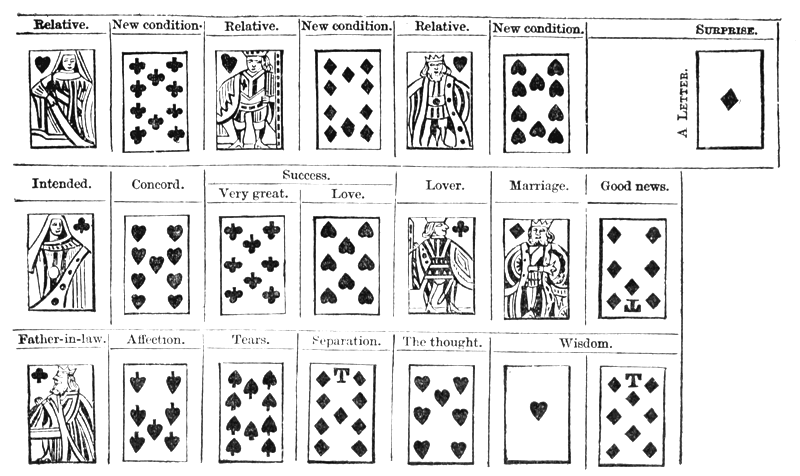 Relative. New condition. Relative. New condition. Relative. New condition. SURPRISE.
A LETTER.
Intended. Concord. Success. Lover. Marriage. Good news.
Very great. Love.
T
Father-in-law. Affection. Tears. Separation. The thought. Wisdom.
T T